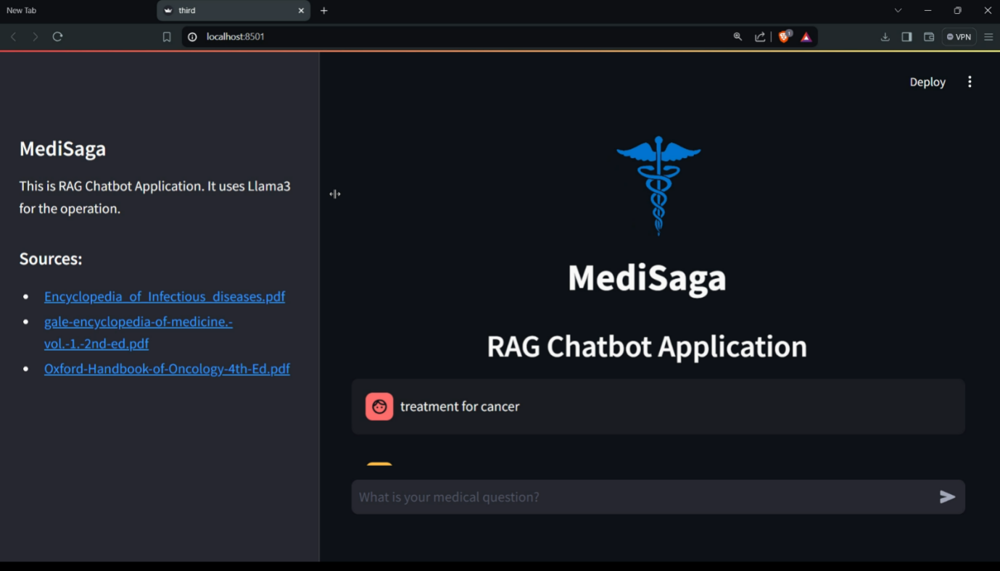 New Tab
third
localhost:8501
1
VPN
Deploy
MediSaga
This is RAG Chatbot Application. It uses Llama3
for the operation.
Sources:
Encyclopedia_of_Infectious_diseases.pdf
gale-encyclopedia-of-medicine.-
vol.-1.-2nd-ed.pdf
Oxford-Handbook-of-Oncology-4th-Ed.pdf
MediSaga
RAG Chatbot Application
treatment for cancer
What is your medical question?